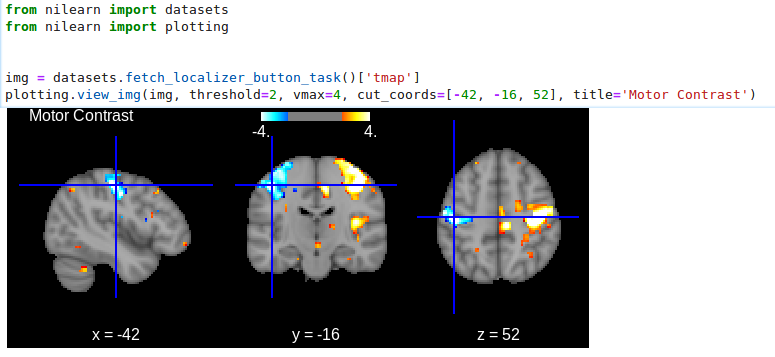 from nilearn import datasets
from nilearn import plotting
img = datasets.fetch_localizer_button_task()['tmap']
plotting.view_img(img, threshold=2, vmax=4, cut_coords=[-42, -16, 52], title='Motor Contrast')
Motor Contrast
-4. 4.
x = -42 y = -16 z = 52